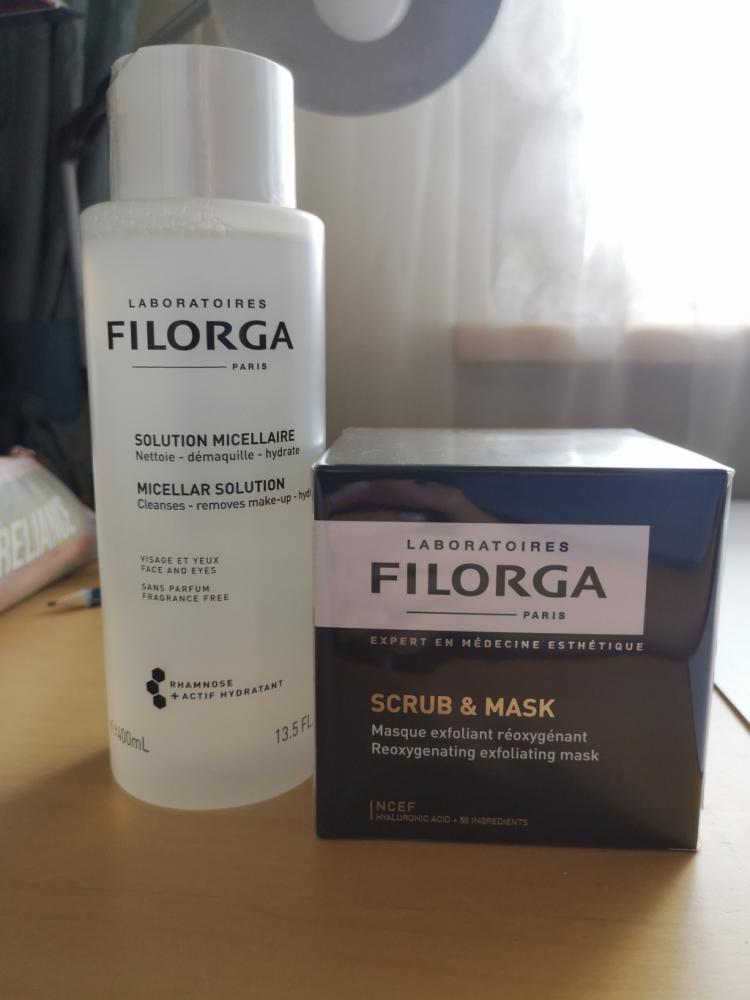 LABORATOIRES
FILORGA
PARIS
SOLUTION MICELLAIRE
Nettoie - démaquille - hydrate
MICELLAR SOLUTION
Cleanses - removes make-up -
VISAGE ET YEUX
FACE AND EYES
SANS PARFUM
FRAGRANCE FREE
RHAMNOSE
+ ACTIF HYDRATANT
400mL
13.5 FL
LABORATOIRES
FILORGA
PARIS
EXPERT EN MÉDECINE ESTHÉTIQUE
SCRUB & MASK
Masque exfoliant réoxygénant
Reoxygenating exfoliating mask
NCEF
HYALURONIC ACID + 50 INGREDIENTS
RELIANCE